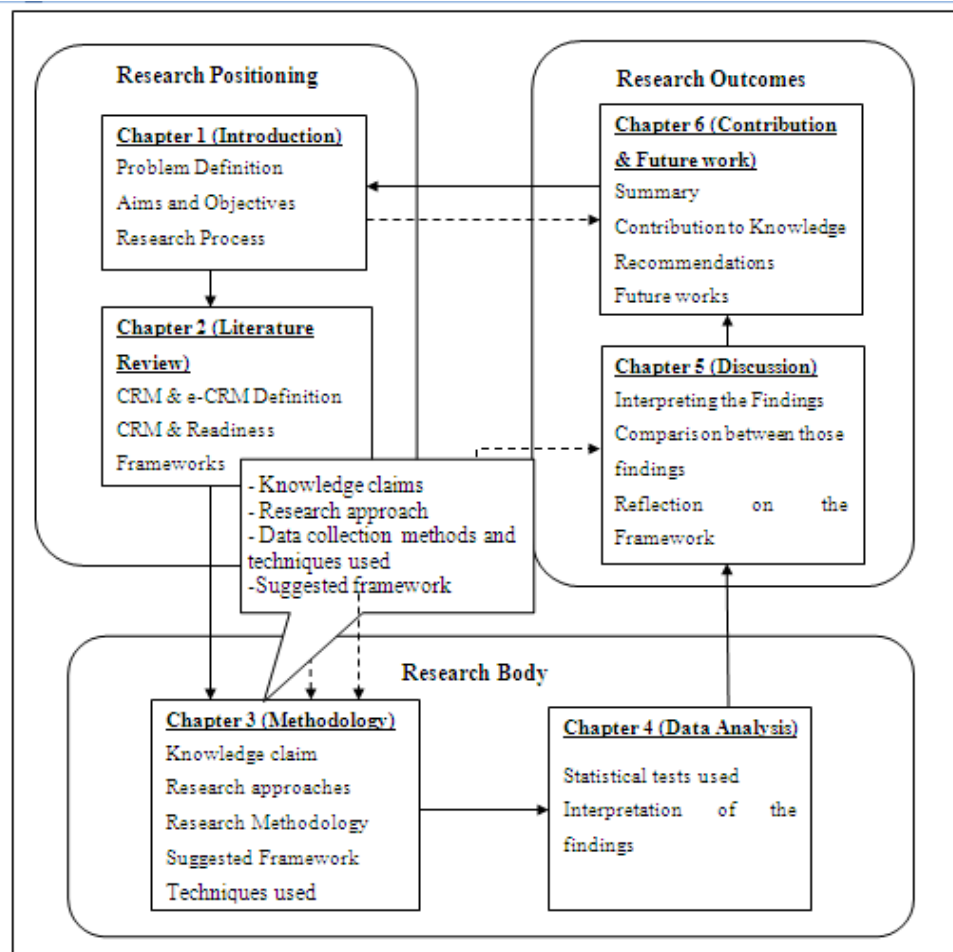 Research Positioning
Chapter 1 (Introduction)
Problem Definition
Aims and Objectives
Research Process
Chapter 2 (Literature
Review)
CRM & e-CRM Definition
CRM & Readiness
Frameworks
- Knowledge claims
- Research approach
- Data collection methods and
techniques used
-Suggested framework
Research Body
Chapter 3 (Methodology)
Knowledge claim
Research approaches
Research Methodology
Suggested Framework
Techniques used
Chapter 4 (Data Analysis)
Statistical tests used
Interpretation of the
findings
Research Outcomes
Chapter 6 (Contribution
& Future work)
Summary
Contribution to Knowledge
Recommendations
Future works
Chapter 5 (Discussion)
Interpreting the Findings
Comparison between those
findings
Reflection on the
Framework